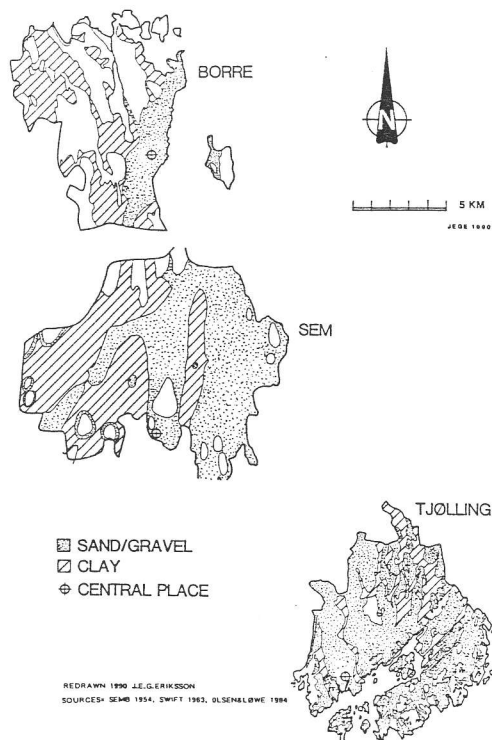 BORRE
N
5 KM
JEGE 1990
SEM
TJØLLING
SAND/GRAVEL
CLAY
CENTRAL PLACE
REDRAWN 1990 J.E.G.ERIKSSON
SOURCES: SEMB 1954, SWIFT 1963, OLSEN&LØWE 1984